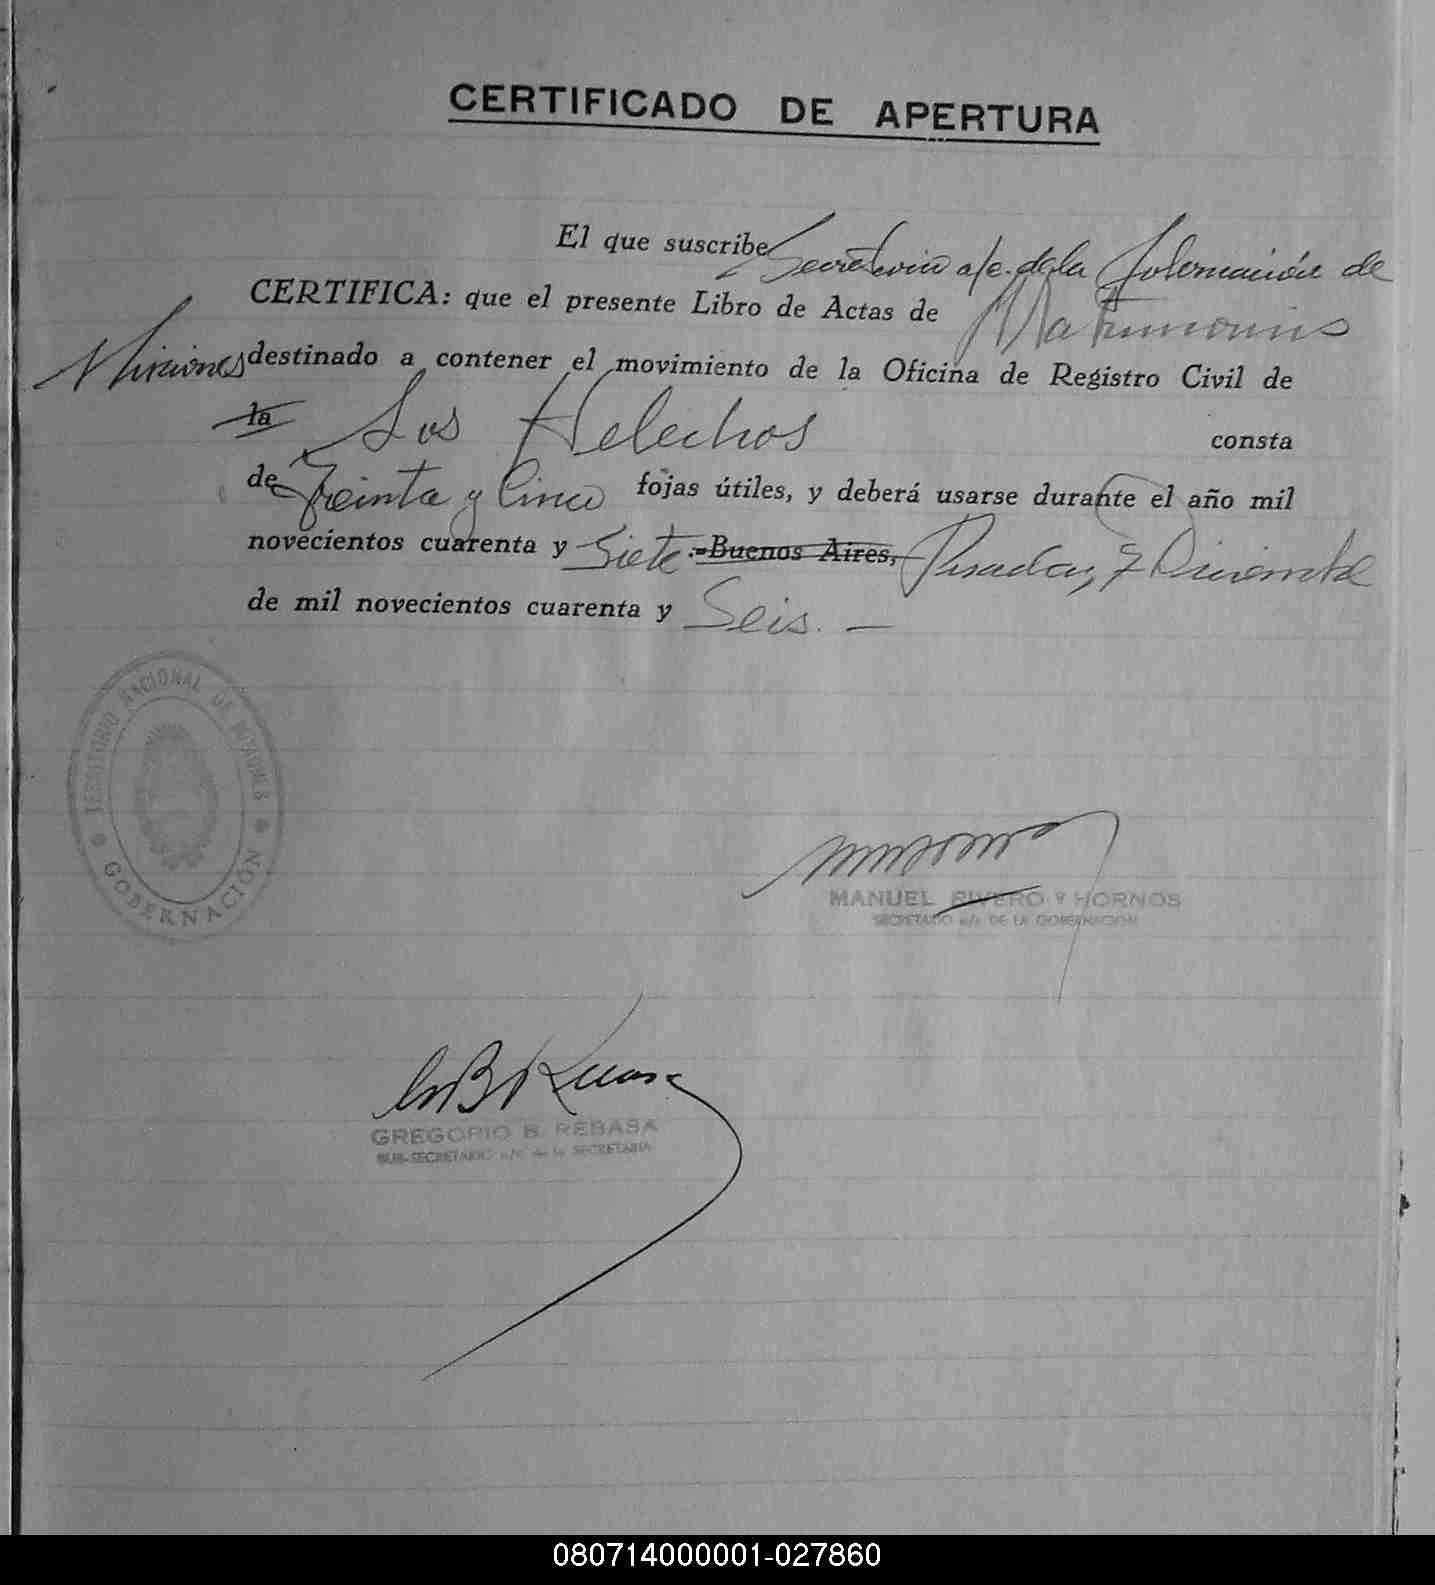 CERTIFICADO DE APERTURA
El que suscribe Secretario a/c. de la Gobernación de
CERTIFICA: que el presente Libro de Actas de Matrimonios
Misiones destinado a contener el movimiento de la Oficina de Registro Civil de
la Los Helechos consta
de Treinta y Cinco fojas útiles, y deberá usarse durante el año mil
novecientos cuarenta y Siete.-Buenos Aires, Posadas, Diciembre
de mil novecientos cuarenta y Seis. —
TERRITORIO NACIONAL DE MISIONES
GOBERNACIÓN
MANUEL RIVERO Y HORNOS
SECRETARIO a/c DE LA GOBERNACION
GREGORIO B. REBASA
SUB-SECRETARIO a/c de la SECRETARIA
080714000001-027860